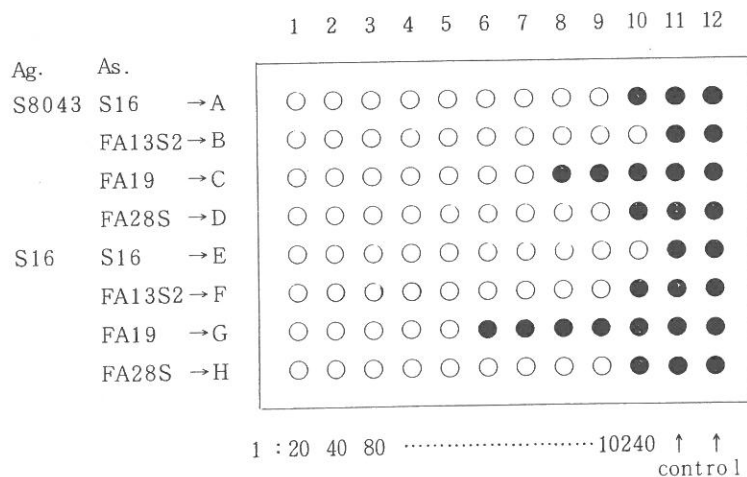 1 2 3 4 5 6 7 8 9 10 11 12
Ag. As.
S8043 S16 →A
FA13S2 →B
FA19 →C
FA28S →D
S16 S16 →E
FA13S2 →F
FA19 →G
FA28S →H
1 : 20 40 80 ························ 10240 ↑ ↑
control